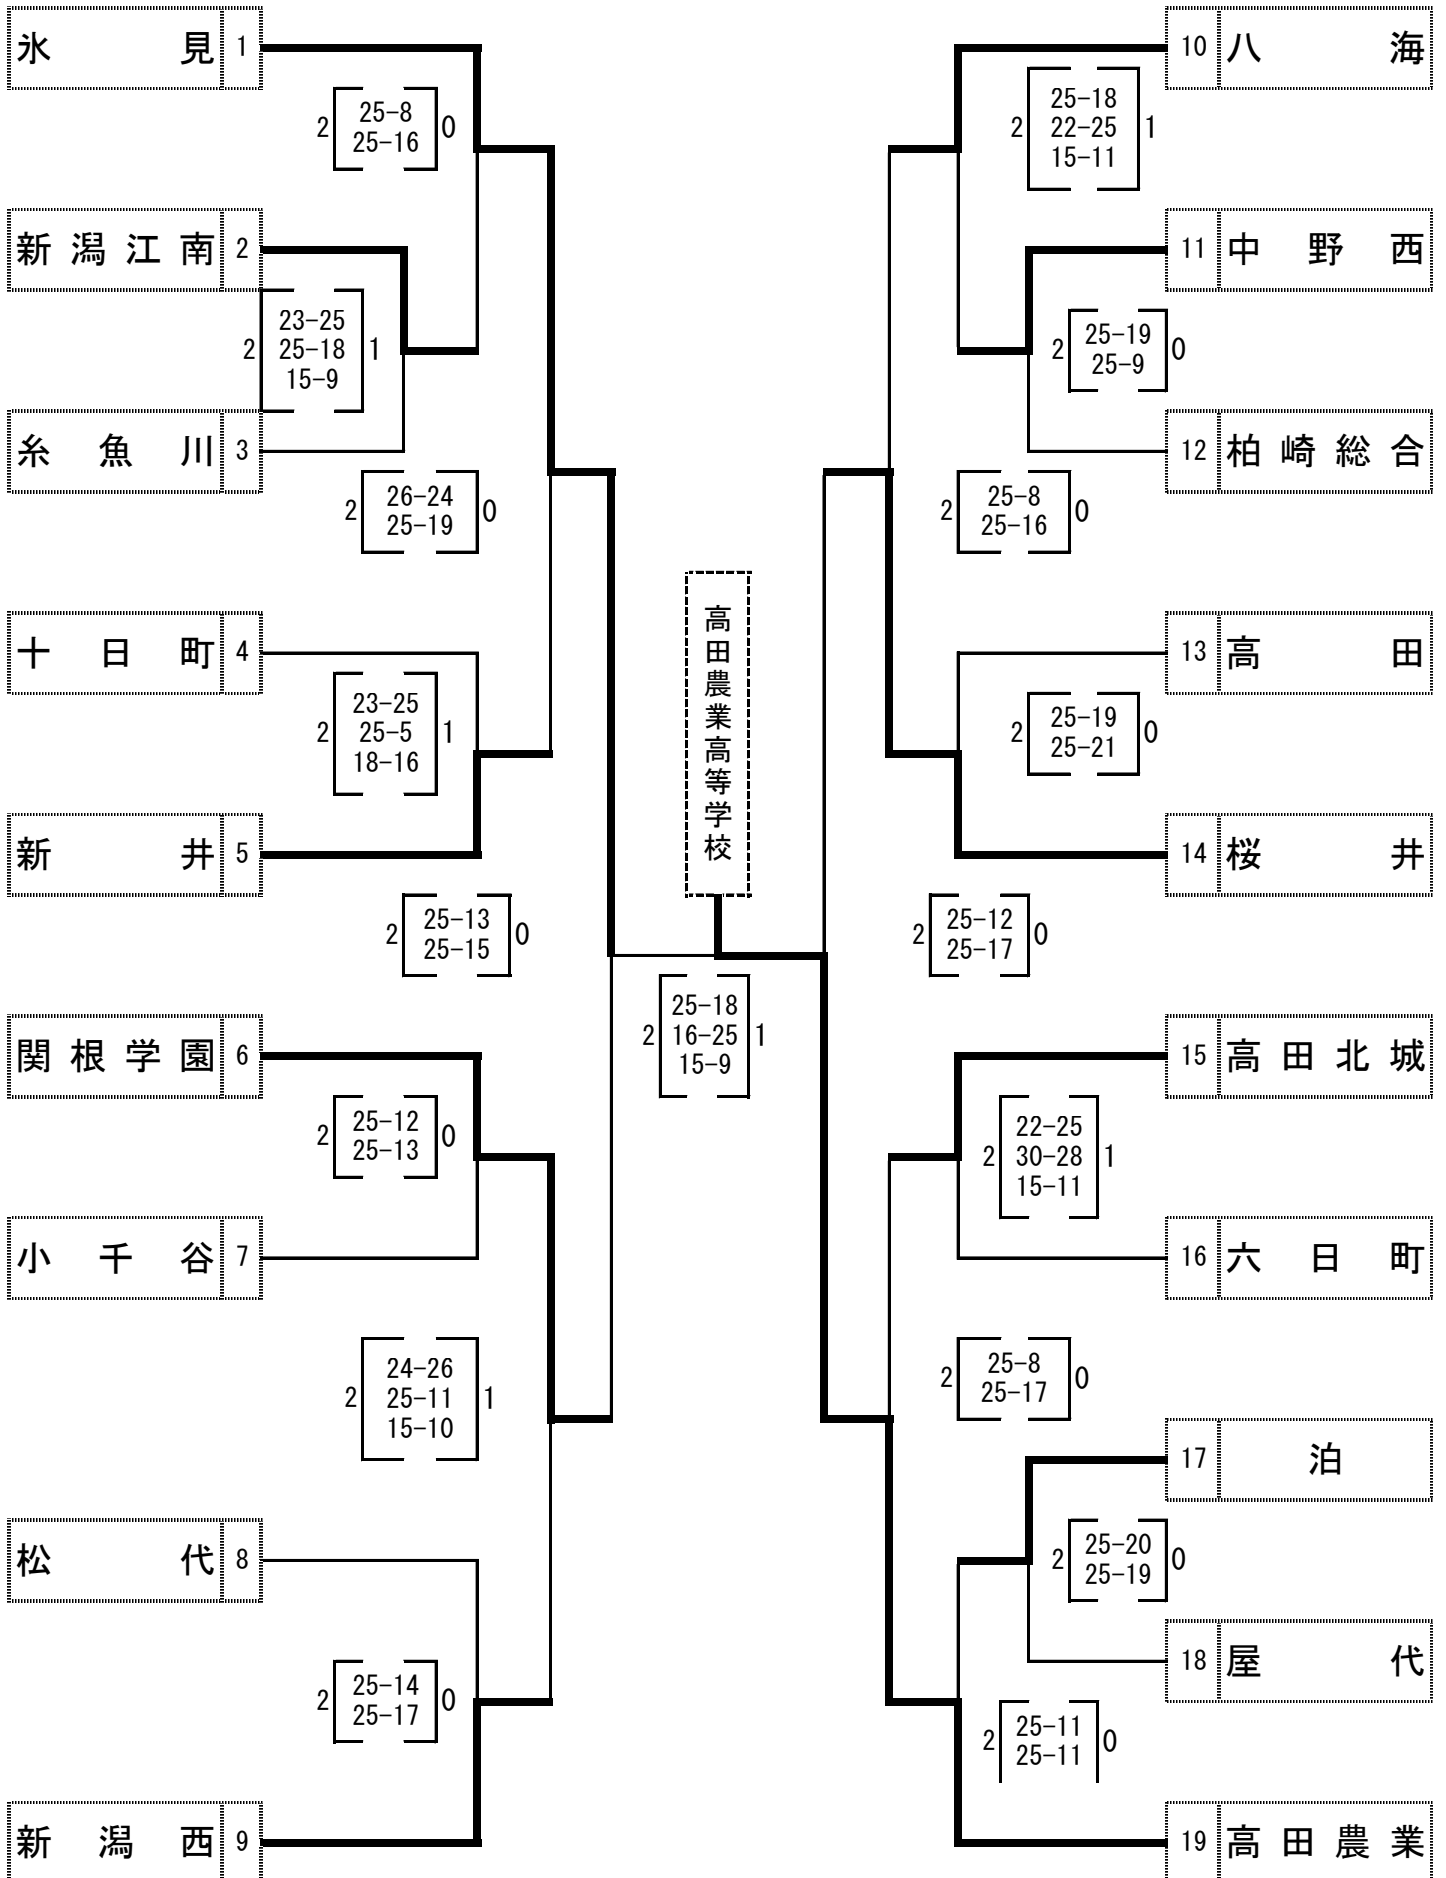 氷見 1
2 25-8 0
25-16
新潟江南 2
23-25
2 25-18 1
15-9
糸魚川 3
2 26-24 0
25-19
十日町 4
23-25
2 25-5 1
18-16
新井 5
2 25-13 0
25-15
関根学園 6
2 25-12 0
25-13
小千谷 7
24-26
2 25-11 1
15-10
松代 8
2 25-14 0
25-17
新潟西 9
高田農業高等学校
25-18
2 16-25 1
15-9
10 八海
25-18
2 22-25 1
15-11
11 中野西
2 25-19 0
25-9
12 柏崎総合
2 25-8 0
25-16
13 高田
2 25-19 0
25-21
14 桜井
2 25-12 0
25-17
15 高田北城
22-25
2 30-28 1
15-11
16 六日町
2 25-8 0
25-17
17 泊
2 25-20 0
25-19
18 屋代
2 25-11 0
25-11
19 高田農業